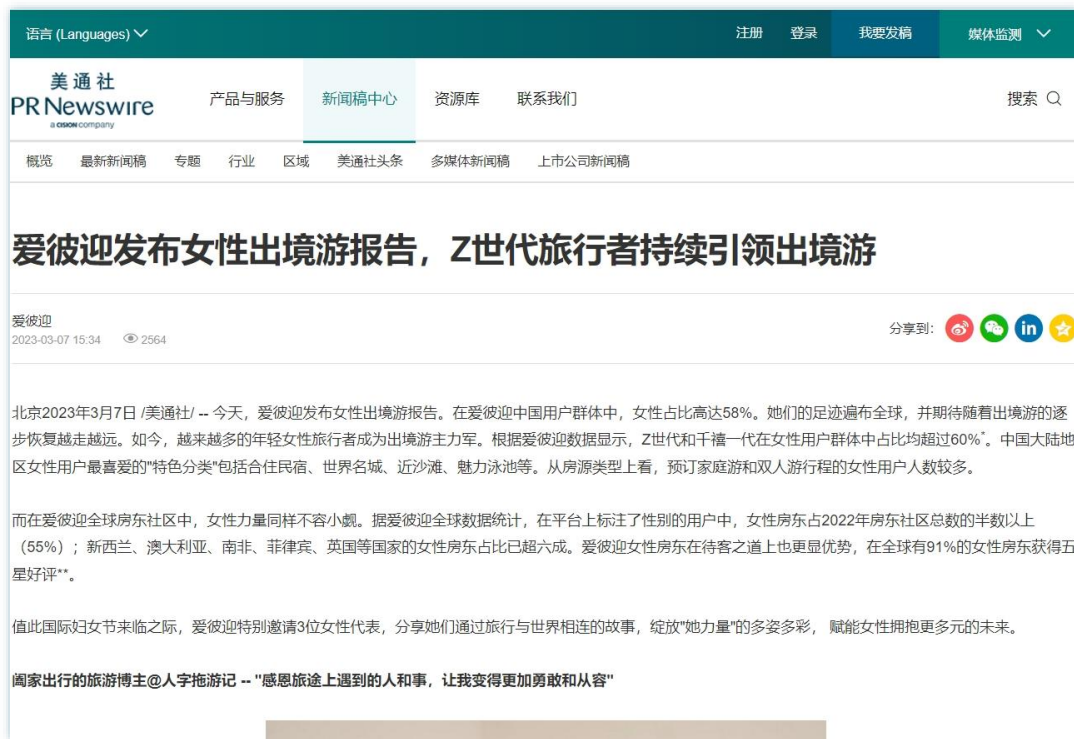 语言 (Languages)
注册 登录 我要发稿 媒体监测
美通社
PR Newswire
a CISION company
产品与服务 新闻稿中心 资源库 联系我们 搜索
概览 最新新闻稿 专题 行业 区域 美通社头条 多媒体新闻稿 上市公司新闻稿
爱彼迎发布女性出境游报告，Z世代旅行者持续引领出境游
爱彼迎
2023-03-07 15:34 2564
分享到:
北京2023年3月7日 /美通社/ -- 今天，爱彼迎发布女性出境游报告。在爱彼迎中国用户群体中，女性占比高达58%。她们的足迹遍布全球，并期待随着出境游的逐
步恢复越走越远。如今，越来越多的年轻女性旅行者成为出境游主力军。根据爱彼迎数据显示，Z世代和千禧一代在女性用户群体中占比均超过60%*。中国大陆地
区女性用户最喜爱的"特色分类"包括合住民宿、世界名城、近沙滩、魅力泳池等。从房源类型上看，预订家庭游和双人游行程的女性用户人数较多。
而在爱彼迎全球房东社区中，女性力量同样不容小觑。据爱彼迎全球数据统计，在平台上标注了性别的用户中，女性房东占2022年房东社区总数的半数以上
（55%）；新西兰、澳大利亚、南非、菲律宾、英国等国家的女性房东占比已超六成。爱彼迎女性房东在待客之道上也更显优势，在全球有91%的女性房东获得五
星好评**。
值此国际妇女节来临之际，爱彼迎特别邀请3位女性代表，分享她们通过旅行与世界相连的故事，绽放"她力量"的多姿多彩， 赋能女性拥抱更多元的未来。
阖家出行的旅游博主@人字拖游记 -- "感恩旅途上遇到的人和事，让我变得更加勇敢和从容"